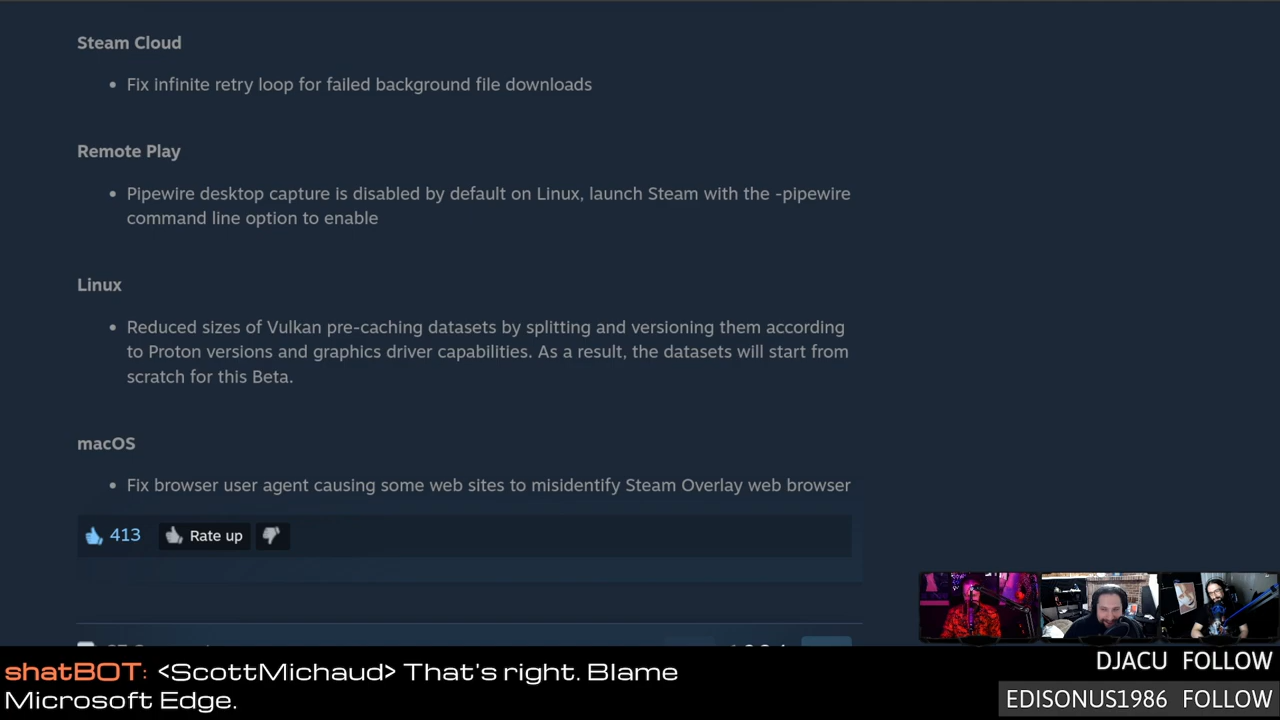 Steam Cloud
• Fix infinite retry loop for failed background file downloads
Remote Play
• Pipewire desktop capture is disabled by default on Linux, launch Steam with the -pipewire
command line option to enable
Linux
• Reduced sizes of Vulkan pre-caching datasets by splitting and versioning them according
to Proton versions and graphics driver capabilities. As a result, the datasets will start from
scratch for this Beta.
macOS
• Fix browser user agent causing some web sites to misidentify Steam Overlay web browser
413 Rate up
shatBOT: <ScottMichaud> That's right. Blame
Microsoft Edge.
DJACU FOLLOW
EDISONUS1986 FOLLOW